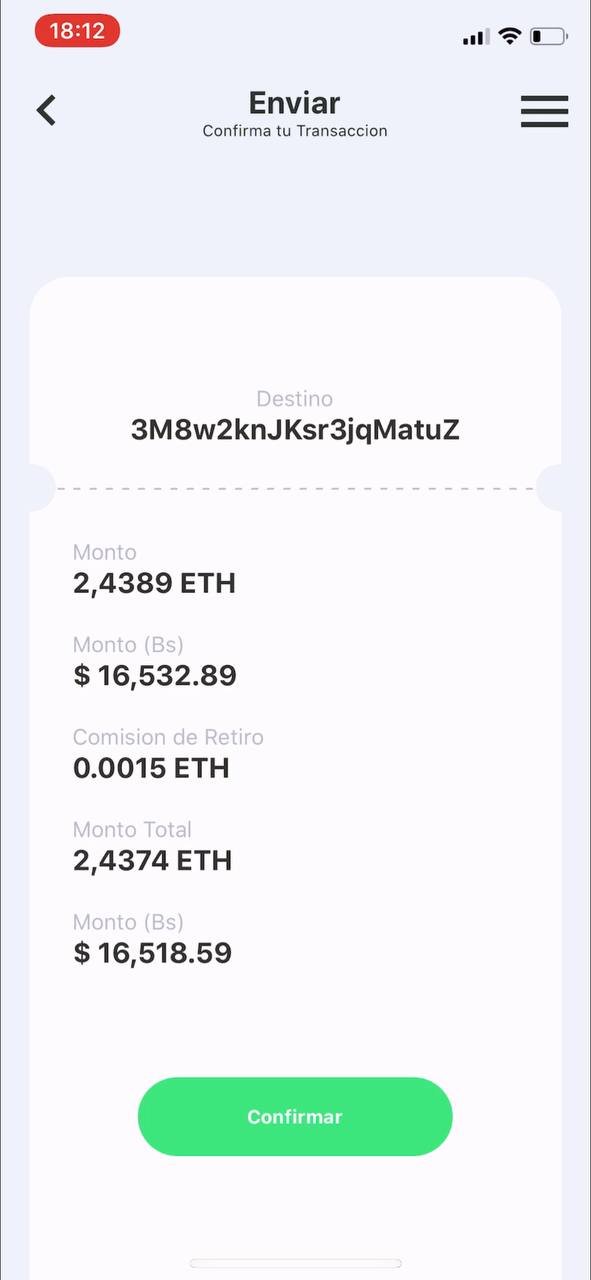 18:12
Enviar
Confirma tu Transaccion
Destino
3M8w2knJKsr3jqMatuZ
Monto
2,4389 ETH
Monto (Bs)
$ 16,532.89
Comision de Retiro
0.0015 ETH
Monto Total
2,4374 ETH
Monto (Bs)
$ 16,518.59
Confirmar